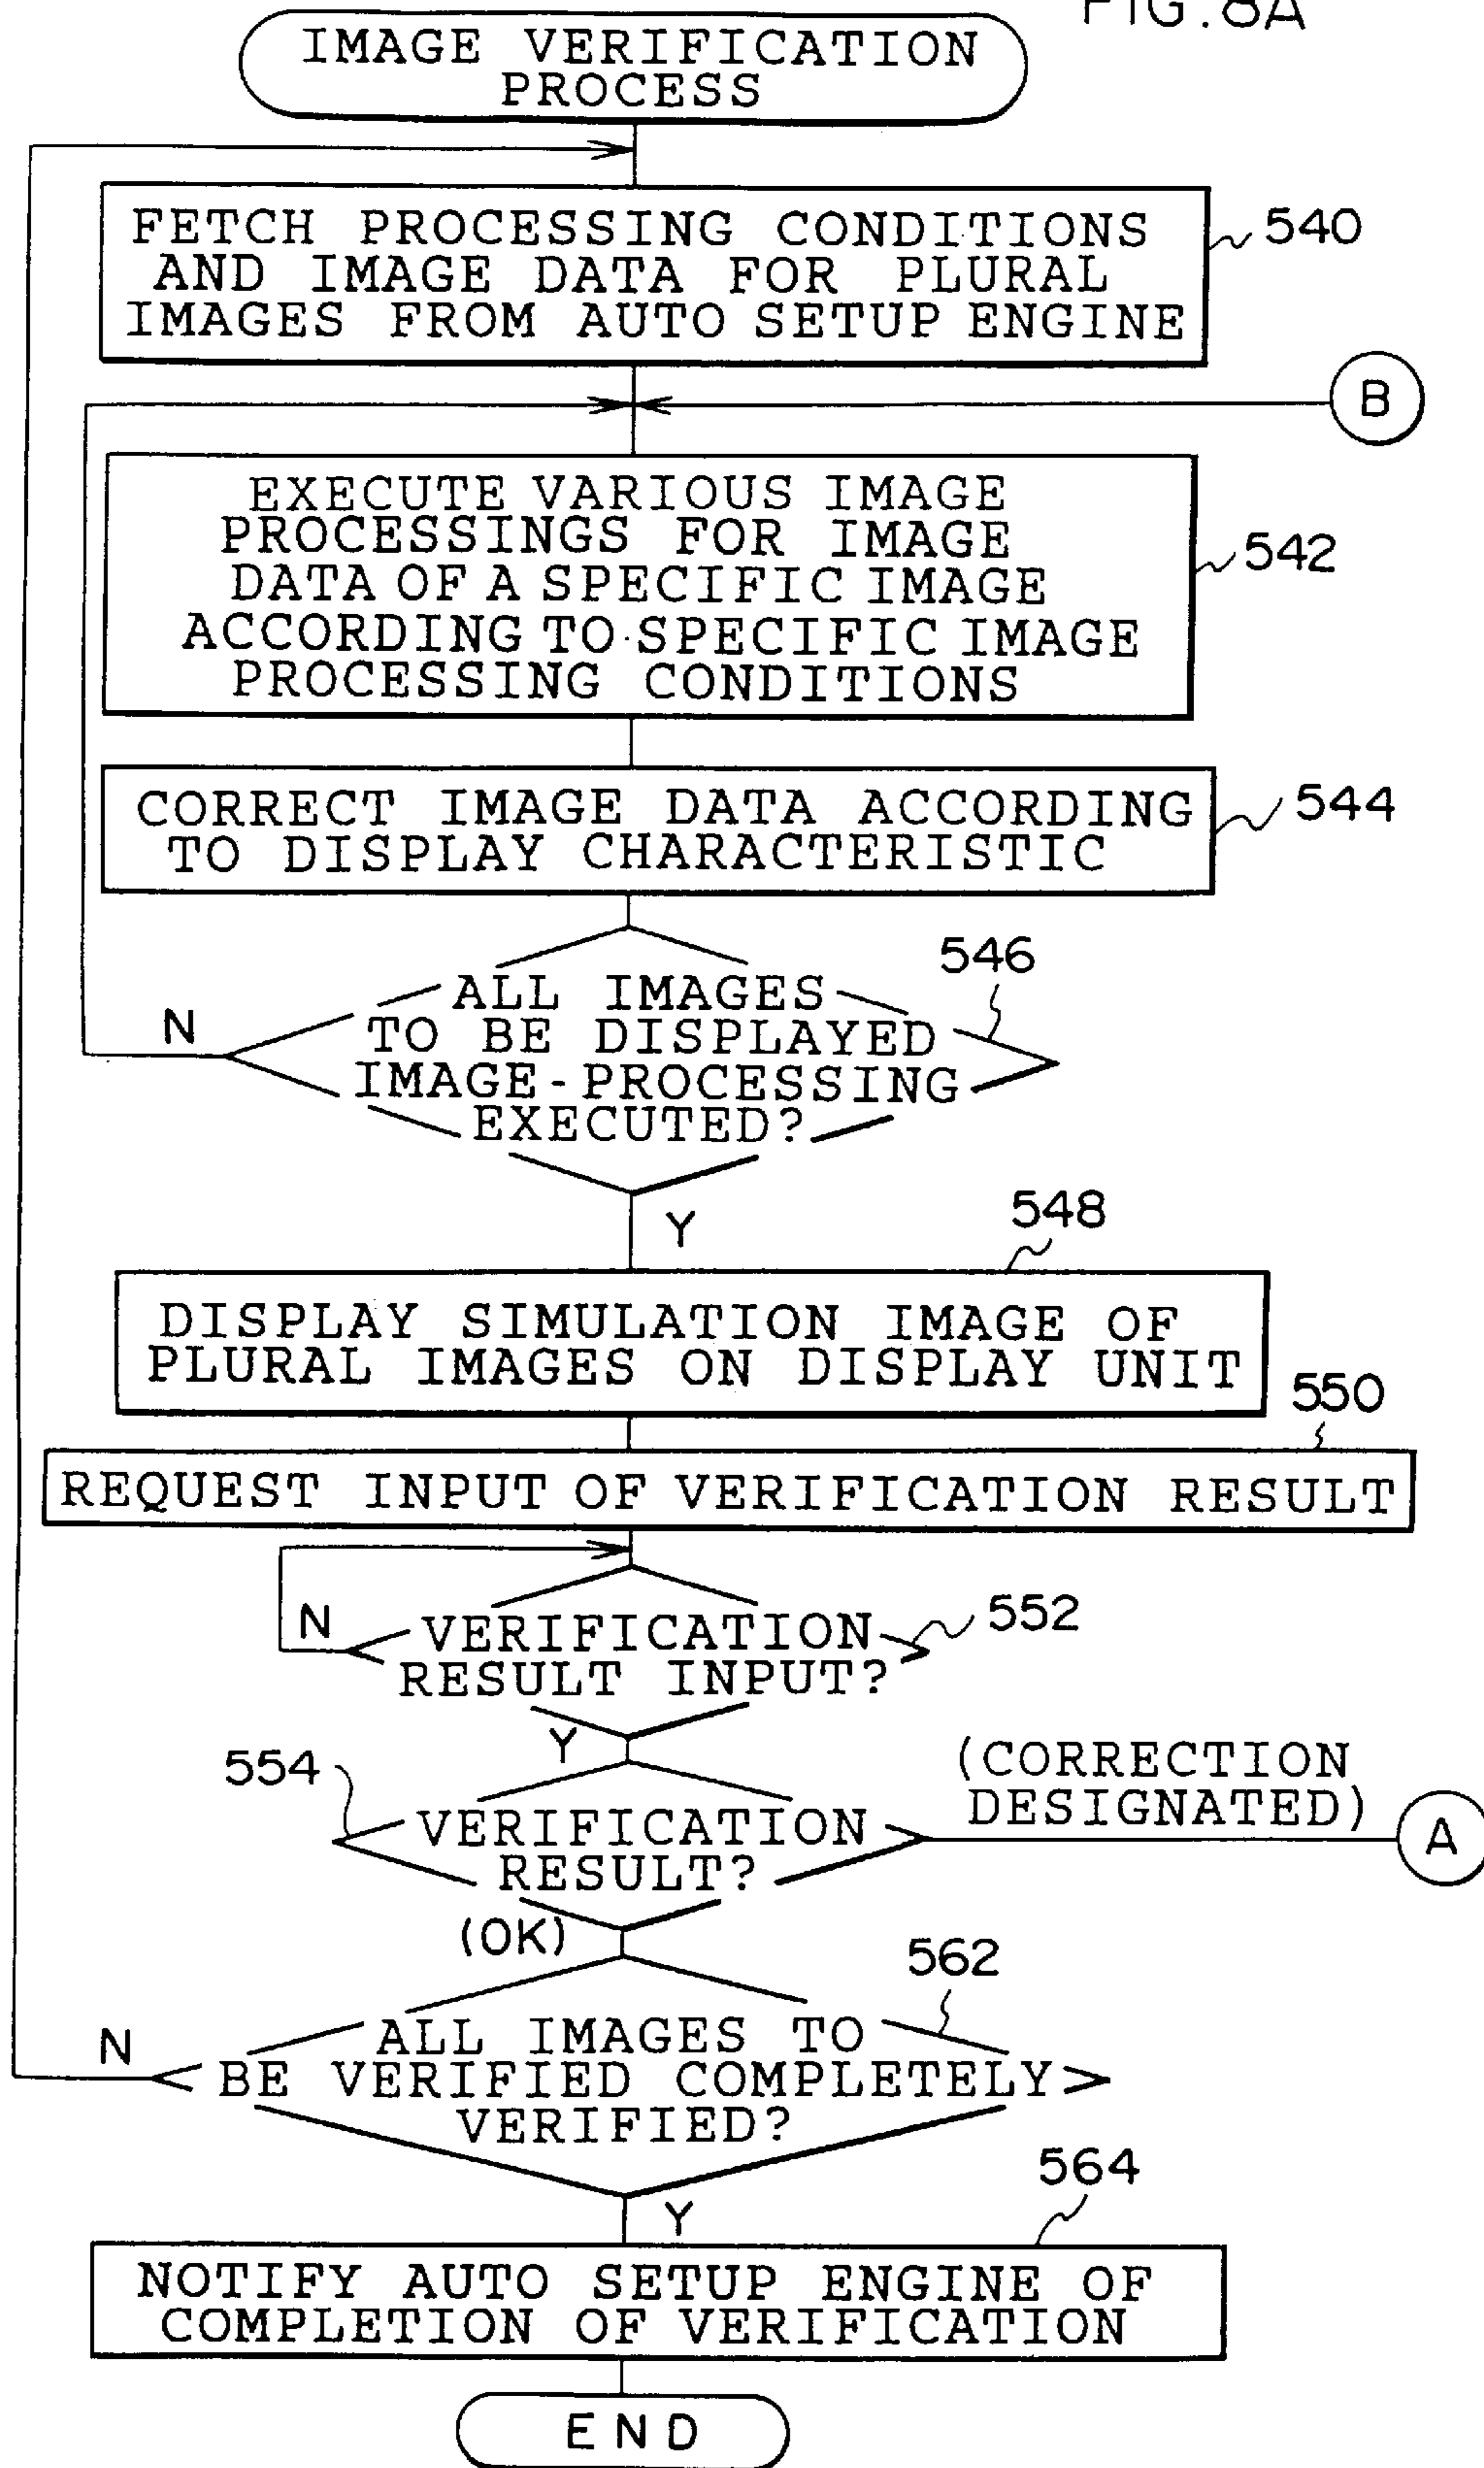 FIG.8A
IMAGE VERIFICATION
PROCESS
FETCH PROCESSING CONDITIONS
AND IMAGE DATA FOR PLURAL
IMAGES FROM AUTO SETUP ENGINE
540
B
EXECUTE VARIOUS IMAGE
PROCESSINGS FOR IMAGE
DATA OF A SPECIFIC IMAGE
ACCORDING TO SPECIFIC IMAGE
PROCESSING CONDITIONS
542
CORRECT IMAGE DATA ACCORDING
TO DISPLAY CHARACTERISTIC
544
546
ALL IMAGES
TO BE DISPLAYED
IMAGE-PROCESSING
EXECUTED?
N
Y
548
DISPLAY SIMULATION IMAGE OF
PLURAL IMAGES ON DISPLAY UNIT
550
REQUEST INPUT OF VERIFICATION RESULT
N
VERIFICATION
RESULT INPUT?
552
Y
554
VERIFICATION
RESULT?
(CORRECTION
DESIGNATED)
A
(OK)
562
ALL IMAGES TO
BE VERIFIED COMPLETELY
VERIFIED?
N
Y
564
NOTIFY AUTO SETUP ENGINE OF
COMPLETION OF VERIFICATION
END